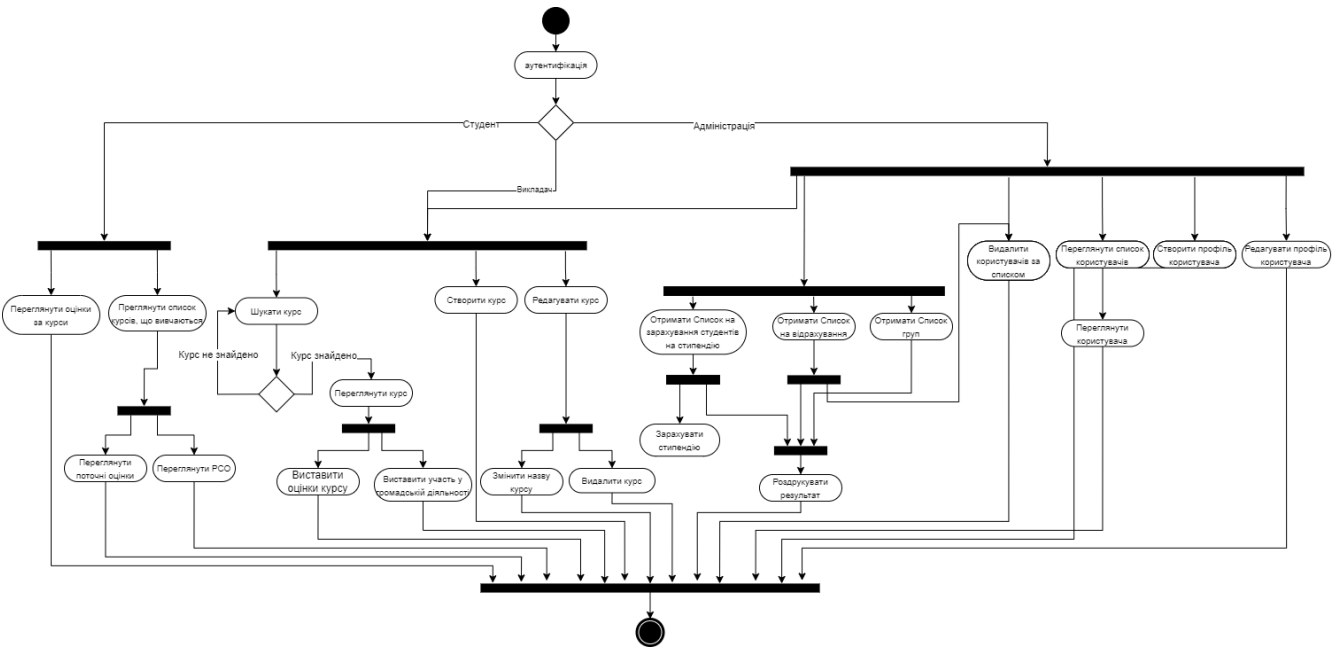 аутентифікація
Студент
Адміністрація
Викладач
Переглянути оцінки
за курси
Преглянути список
курсів, що вивчаються
Шукати курс
Створити курс
Редагувати курс
Видалити
користувачів за
списком
Переглянути список
користувачів
Створити профіль
користувача
Редагувати профіль
користувача
Отримати Список на
зарахування студентів
на стипендію
Отримати Список
на відрахування
Отримати Список
груп
Переглянути
користувача
Курс не знайдено
Курс знайдено
Переглянути курс
Зарахувати
стипендію
Переглянути
поточні оцінки
Переглянути РСО
Виставити
оцінки курсу
Виставити участь у
громадській діяльності
Змінити назву
курсу
Видалити курс
Роздрукувати
результат